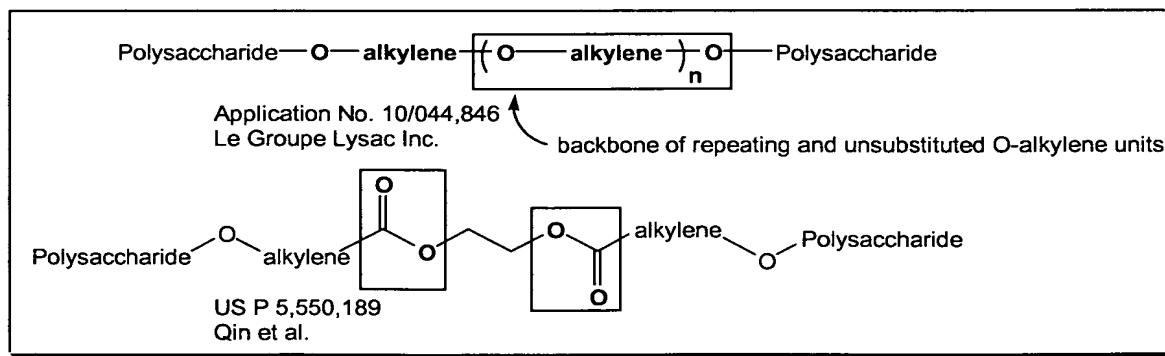 Polysaccharide—O—alkylene—(O—alkylene)n O—Polysaccharide
Application No. 10/044,846
Le Groupe Lysac Inc.
backbone of repeating and unsubstituted O-alkylene units
O
O
Polysaccharide O alkylene O alkylene O Polysaccharide
O
US P 5,550,189
Qin et al.